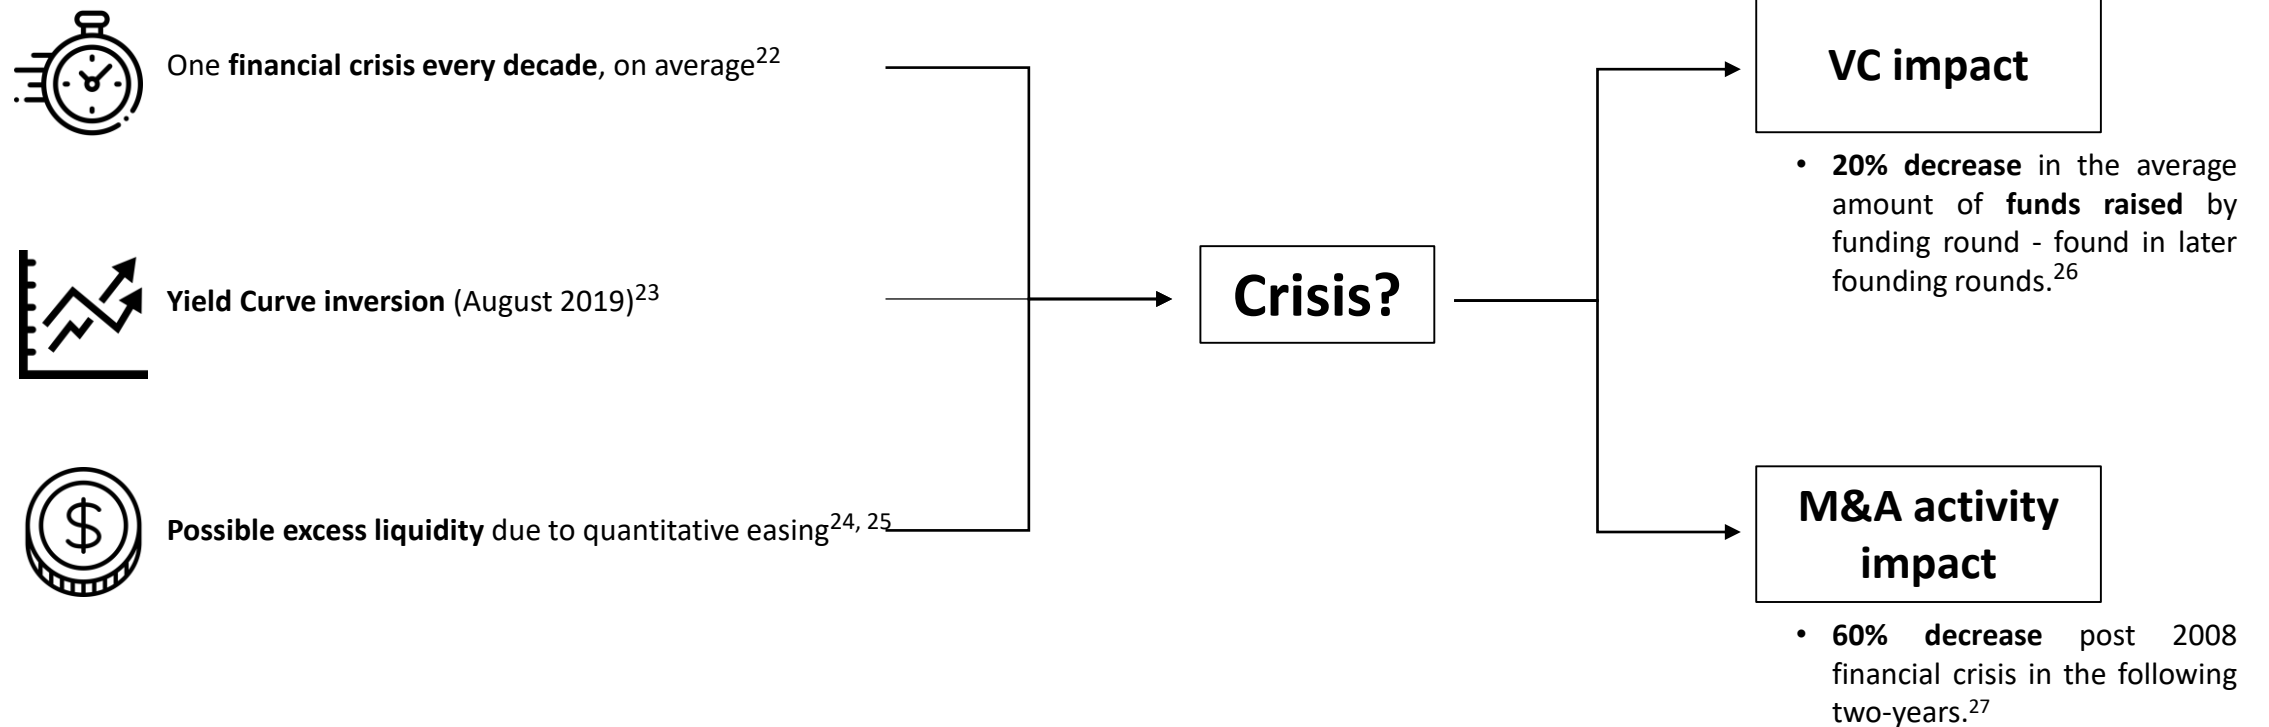 One financial crisis every decade, on average22
Yield Curve inversion (August 2019)23
Possible excess liquidity due to quantitative easing24, 25
Crisis?
VC impact
• 20% decrease in the average
amount of funds raised by
funding round - found in later
founding rounds.26
M&A activity
impact
• 60% decrease post 2008
financial crisis in the following
two-years.27
$